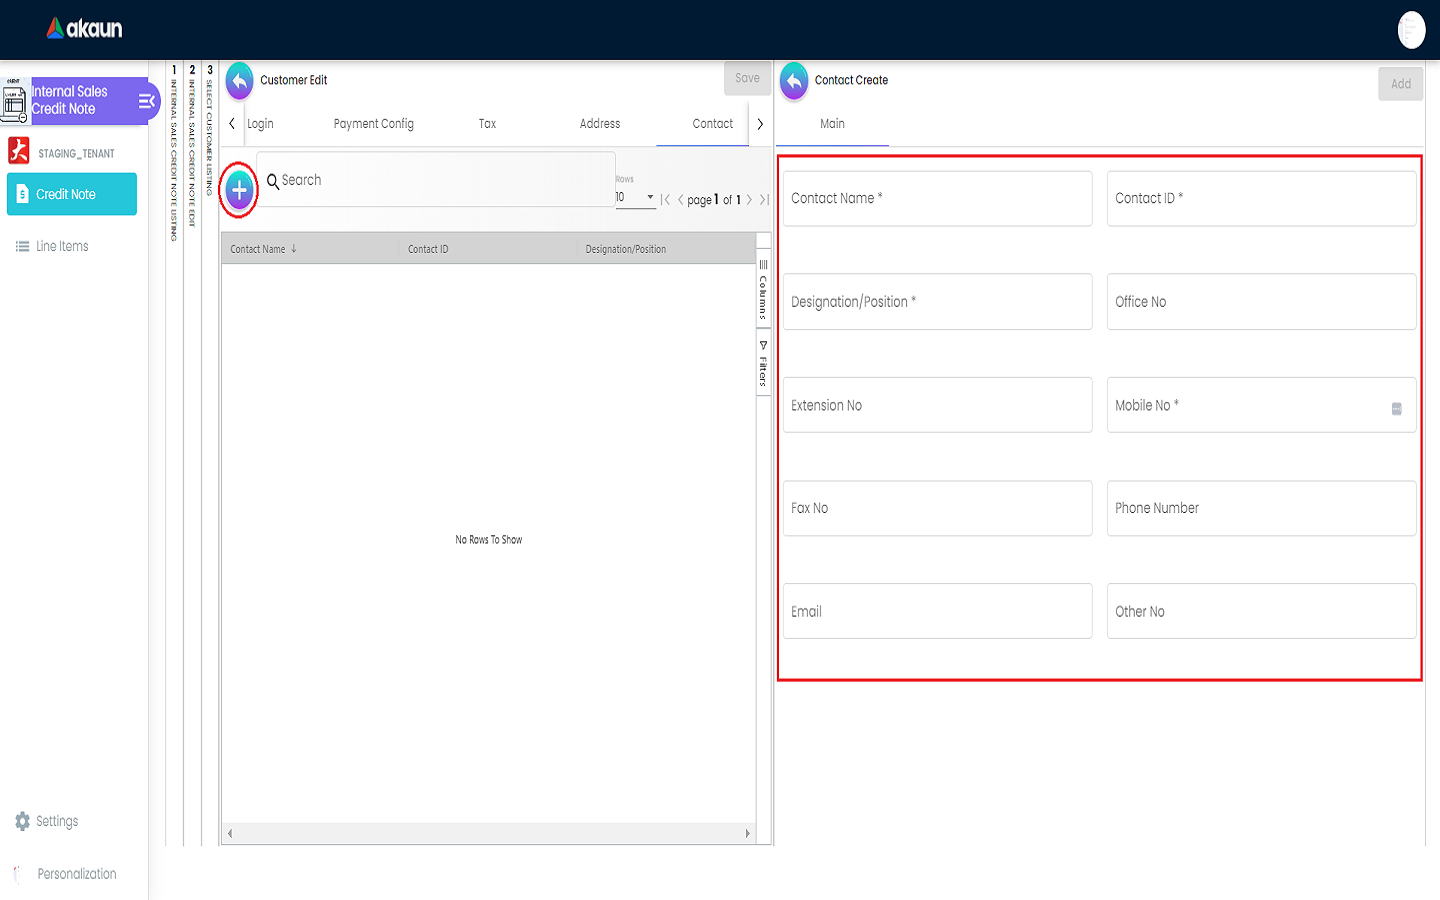 akaun
Internal Sales
Credit Note
STAGING_TENANT
Credit Note
Line Items
Settings
Personalization
1 INTERNAL SALES CREDIT NOTE LISTING
2 INTERNAL SALES CREDIT NOTE EDIT
3 SELECT CUSTOMER LISTING
Customer Edit
Save
Login Payment Config Tax Address Contact
Search
Rows
10
page 1 of 1
Contact Name Contact ID Designation/Position
Columns
Filters
No Rows To Show
Contact Create
Add
Main
Contact Name * Contact ID *
Designation/Position * Office No
Extension No Mobile No *
Fax No Phone Number
Email Other No